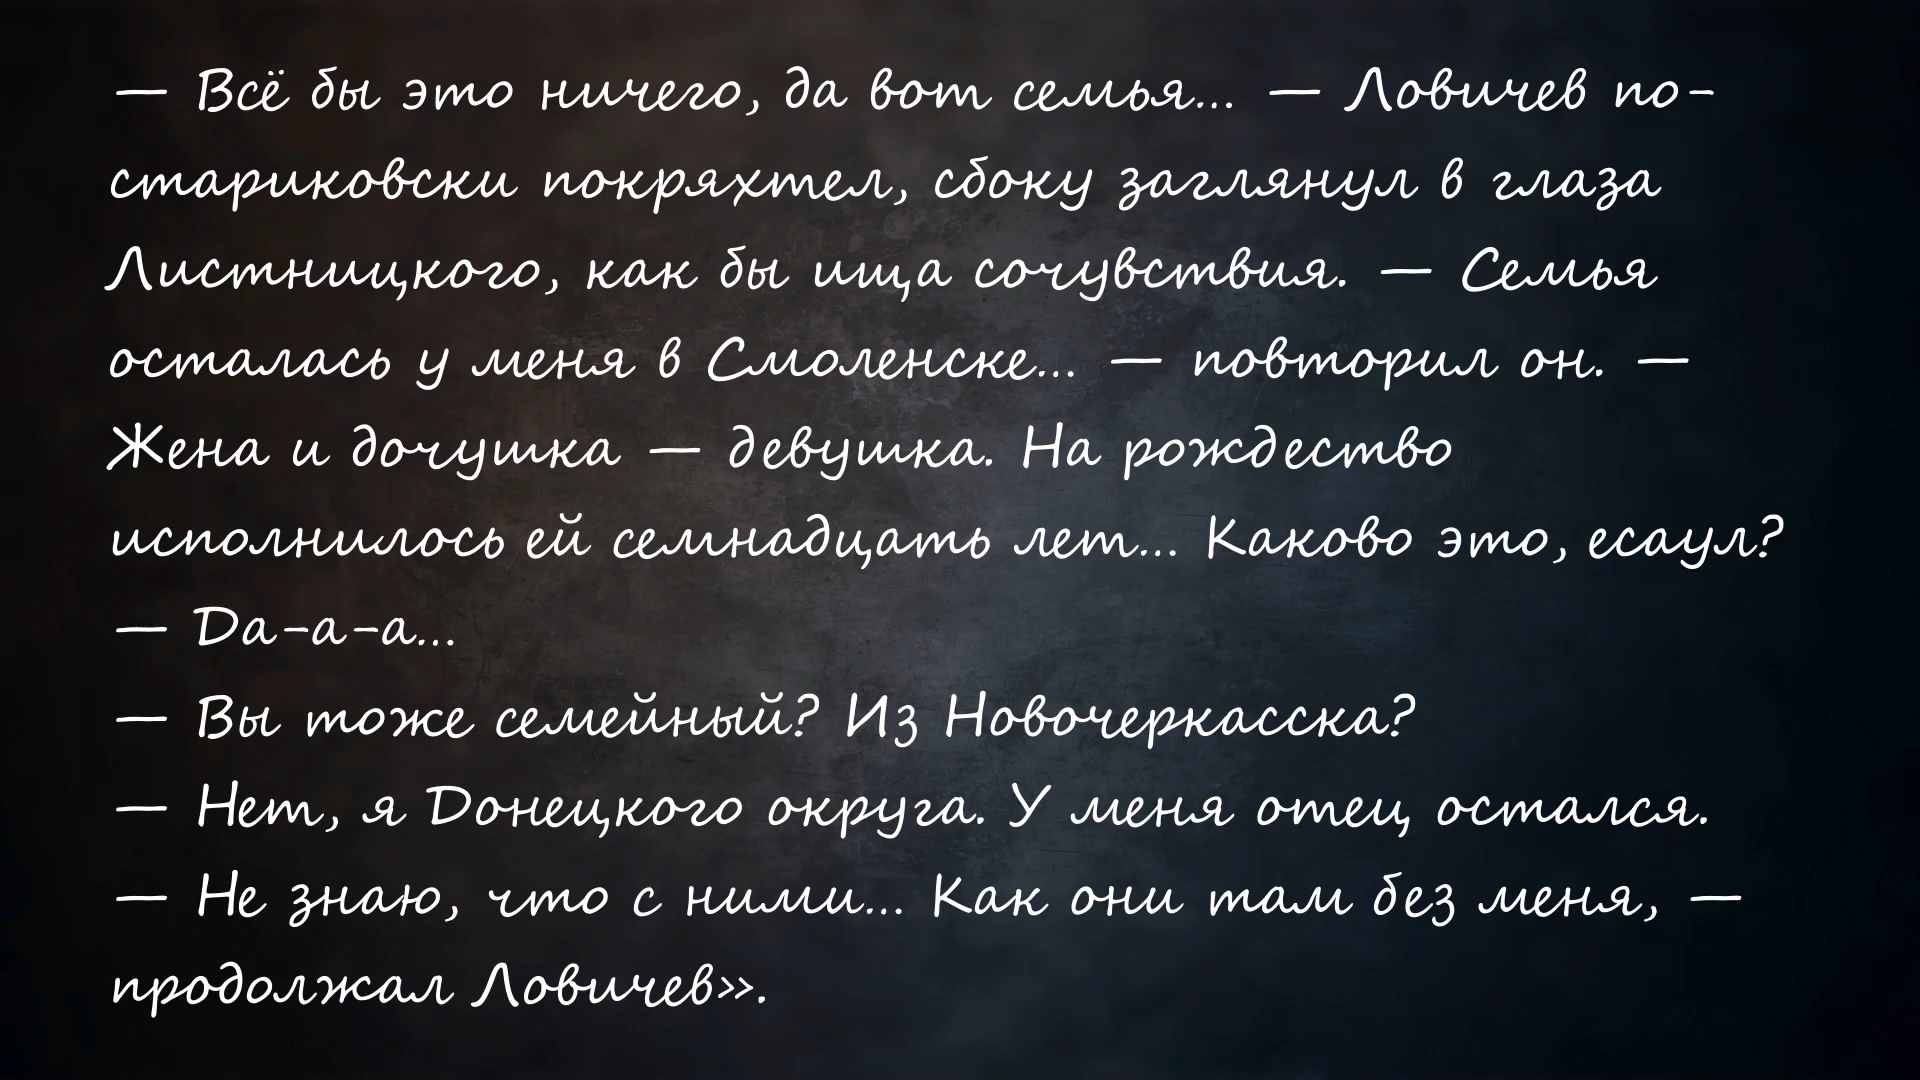 — Всё бы это ничего, да вот семья... — Ловичев по-
стариковски покряхтел, сбоку заглянул в глаза
Листницкого, как бы ища сочувствия. — Семья
осталась у меня в Смоленске... — повторил он. —
Жена и дочушка — девушка. На рождество
исполнилось ей семнадцать лет... Каково это, есаул?
— Да-а-а...
— Вы тоже семейный? Из Новочеркасска?
— Нет, я Донецкого округа. У меня отец остался.
— Не знаю, что с ними... Как они там без меня, —
продолжал Ловичев».